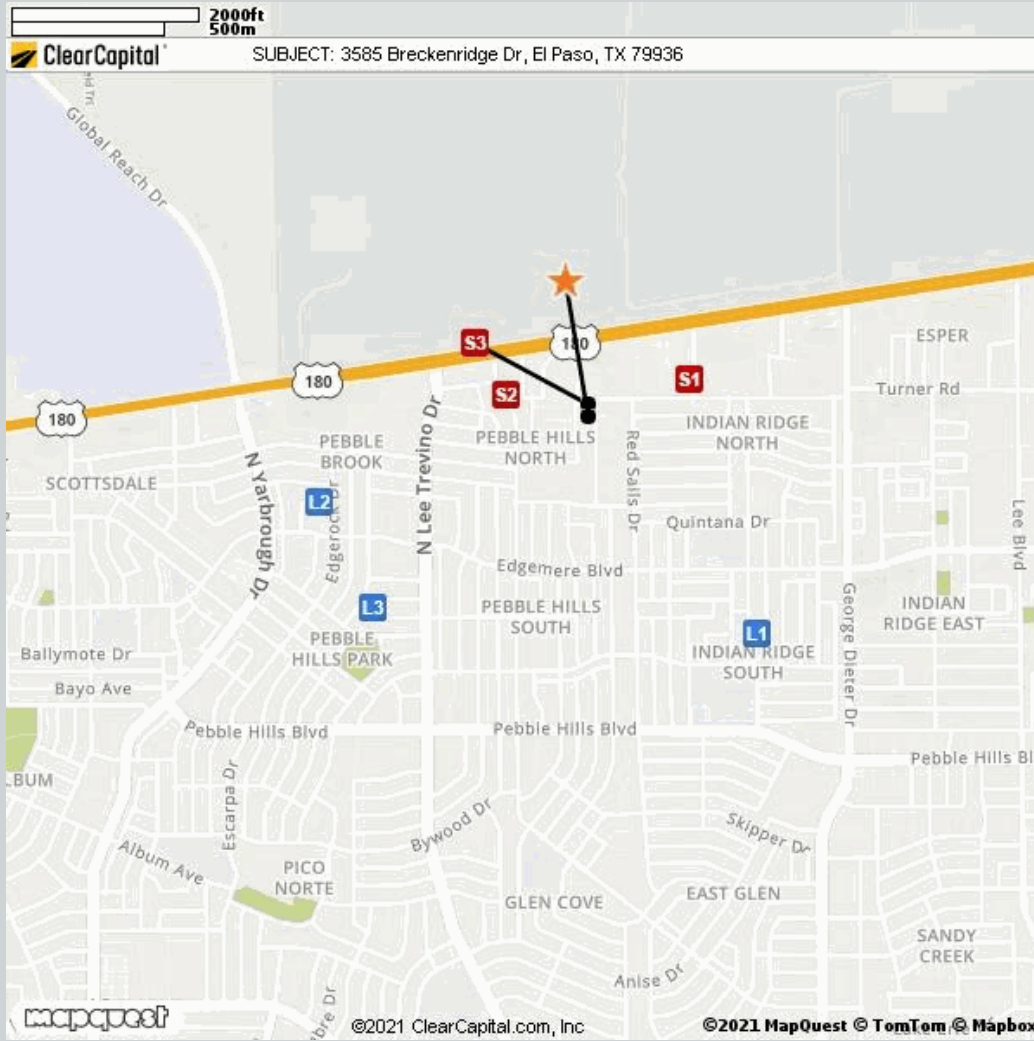 2000ft
500m
ClearCapital
SUBJECT: 3585 Breckenridge Dr, El Paso, TX 79936
Global Reach Dr
180
S3
180
ESPER
180
S1
Turner Rd
S2
INDIAN RIDGE
NORTH
PEBBLE HILLS
NORTH
PEBBLE
BROOK
N Lee Trevino Dr
Red Sails Dr
SCOTTSDALE
N Yarbrough Dr
L2
Edgerock Dr
Quintana Dr
Lee Blvd
Edgemere Blvd
L3
PEBBLE HILLS
SOUTH
INDIAN
RIDGE EAST
George Dieter Dr
L1
PEBBLE
HILLS PARK
INDIAN RIDGE
SOUTH
Ballymote Dr
Bayo Ave
Pebble Hills Blvd
Pebble Hills Blvd
Pebble Hills Bl
LBUM
Escarpa Dr
Bywood Dr
Skipper Dr
Album Ave
PICO
NORTE
GLEN COVE
EAST GLEN
SANDY
CREEK
Anise Dr
bre Dr
mapquest
©2021 ClearCapital.com, Inc
©2021 MapQuest © TomTom © Mapbox